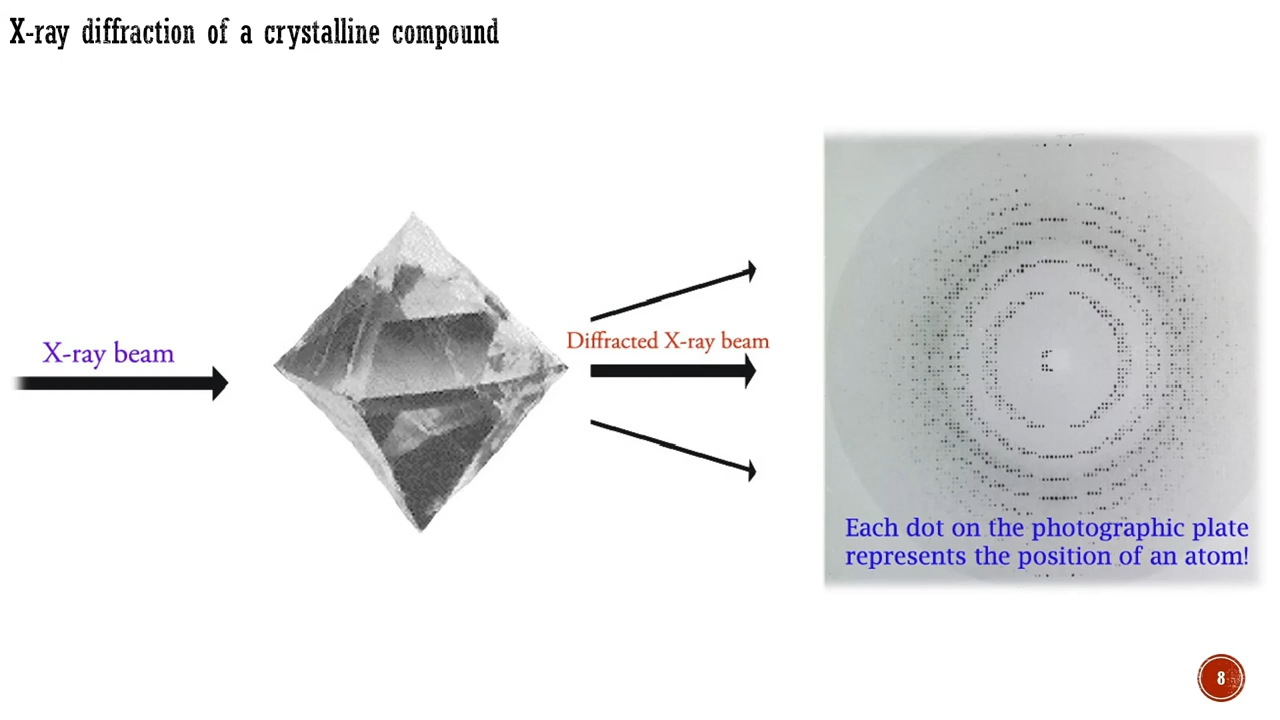 X-ray diffraction of a crystalline compound
X-ray beam
Diffracted X-ray beam
Each dot on the photographic plate
represents the position of an atom!
8